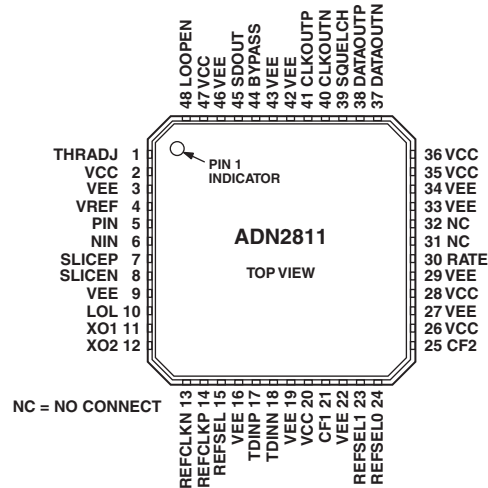 48 LOOPEN
47 VCC
46 VEE
45 SDOUT
44 BYPASS
43 VEE
42 VEE
41 CLKOUTP
40 CLKOUTN
39 SQUELCH
38 DATAOUTP
37 DATAOUTN
THRADJ 1
VCC 2
VEE 3
VREF 4
PIN 5
NIN 6
SLICEP 7
SLICEN 8
VEE 9
LOL 10
XO1 11
XO2 12
PIN 1
INDICATOR
ADN2811
TOP VIEW
36 VCC
35 VCC
34 VEE
33 VEE
32 NC
31 NC
30 RATE
29 VEE
28 VCC
27 VEE
26 VCC
25 CF2
NC = NO CONNECT
REFCLKN 13
REFCLKP 14
REFSEL 15
VEE 16
TDINP 17
TDINN 18
VEE 19
VCC 20
CF1 21
VEE 22
REFSEL1 23
REFSEL0 24